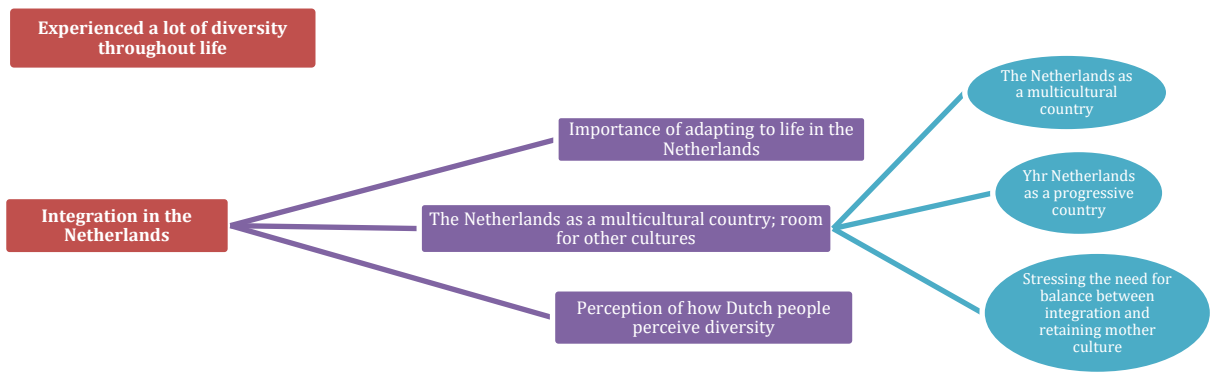 Experienced a lot of diversity
throughout life
Integration in the
Netherlands
Importance of adapting to life in the
Netherlands
The Netherlands as a multicultural country; room
for other cultures
Perception of how Dutch people
perceive diversity
The Netherlands as
a multicultural
country
Yhr Netherlands
as a progressive
country
Stressing the need for
balance between
integration and
retaining mother
culture